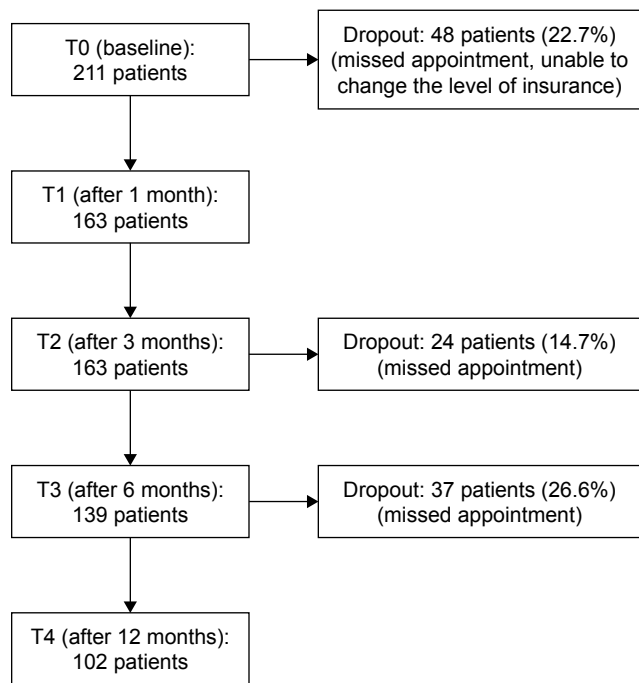 T0 (baseline):
211 patients
Dropout: 48 patients (22.7%)
(missed appointment, unable to
change the level of insurance)
T1 (after 1 month):
163 patients
T2 (after 3 months):
163 patients
Dropout: 24 patients (14.7%)
(missed appointment)
T3 (after 6 months):
139 patients
Dropout: 37 patients (26.6%)
(missed appointment)
T4 (after 12 months):
102 patients